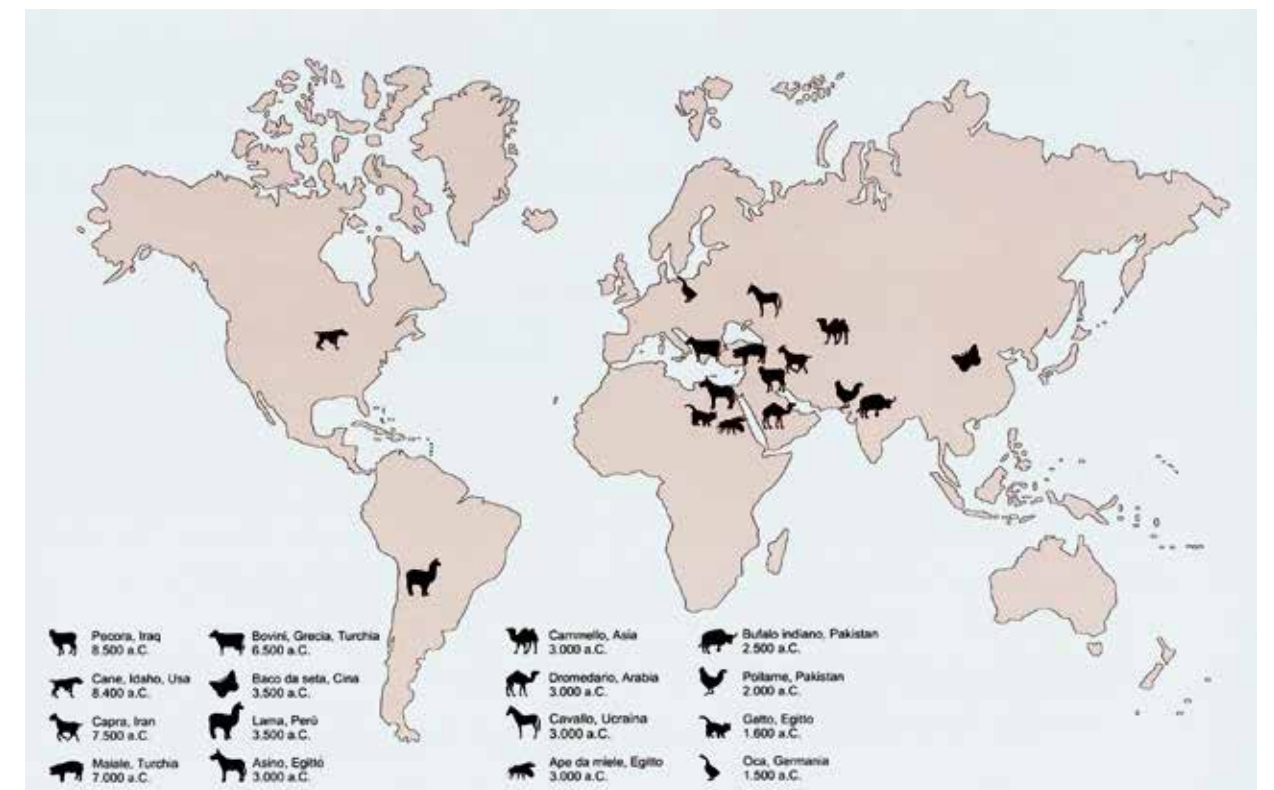 Pecora, Iraq
8.500 a.C.
Cane, Idaho, Usa
8.400 a.C.
Capra, Iran
7.500 a.C.
Maiale, Turchia
7.000 a.C.
Bovini, Grecia, Turchia
6.500 a.C.
Baco da seta, Cina
3.500 a.C.
Lama, Perù
3.500 a.C.
Asino, Egitto
3.000 a.C.
Cammello, Asia
3.000 a.C.
Dromedario, Arabia
3.000 a.C.
Cavallo, Ucraina
3.000 a.C.
Ape da miele, Egitto
3.000 a.C.
Bufalo indiano, Pakistan
2.500 a.C.
Pollame, Pakistan
2.000 a.C.
Gatto, Egitto
1.600 a.C.
Oca, Germania
1.500 a.C.